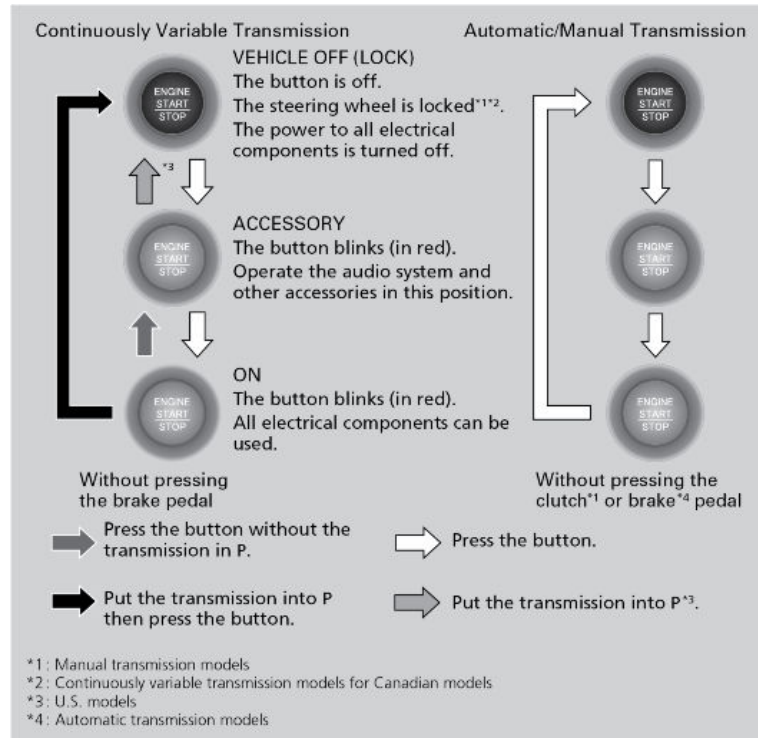 Continuously Variable Transmission
Automatic/Manual Transmission
ENGINE
START
STOP
VEHICLE OFF (LOCK)
The button is off.
The steering wheel is locked*1*2.
The power to all electrical
components is turned off.
ENGINE
START
STOP
*3
ENGINE
START
STOP
ACCESSORY
The button blinks (in red).
Operate the audio system and
other accessories in this position.
ENGINE
START
STOP
ENGINE
START
STOP
ON
The button blinks (in red).
All electrical components can be
used.
ENGINE
START
STOP
Without pressing
the brake pedal
Without pressing the
clutch*1 or brake*4 pedal
Press the button without the
transmission in P.
Press the button.
Put the transmission into P
then press the button.
Put the transmission into P*3.
*1: Manual transmission models
*2: Continuously variable transmission models for Canadian models
*3: U.S. models
*4: Automatic transmission models